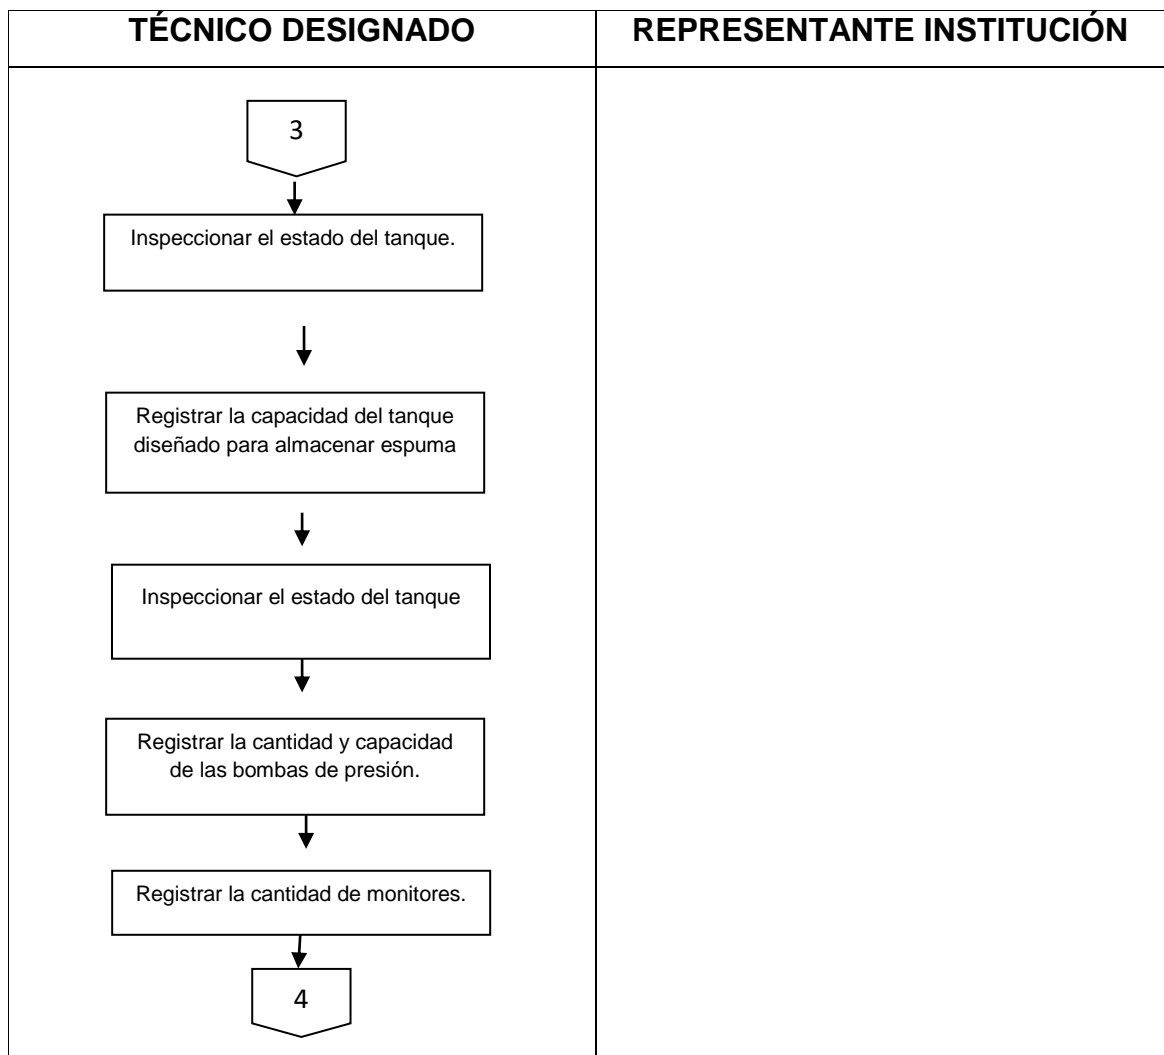 TÉCNICO DESIGNADO
REPRESENTANTE INSTITUCIÓN
3
Inspeccionar el estado del tanque.
Registrar la capacidad del tanque
diseñado para almacenar espuma
Inspeccionar el estado del tanque
Registrar la cantidad y capacidad
de las bombas de presión.
Registrar la cantidad de monitores.
4